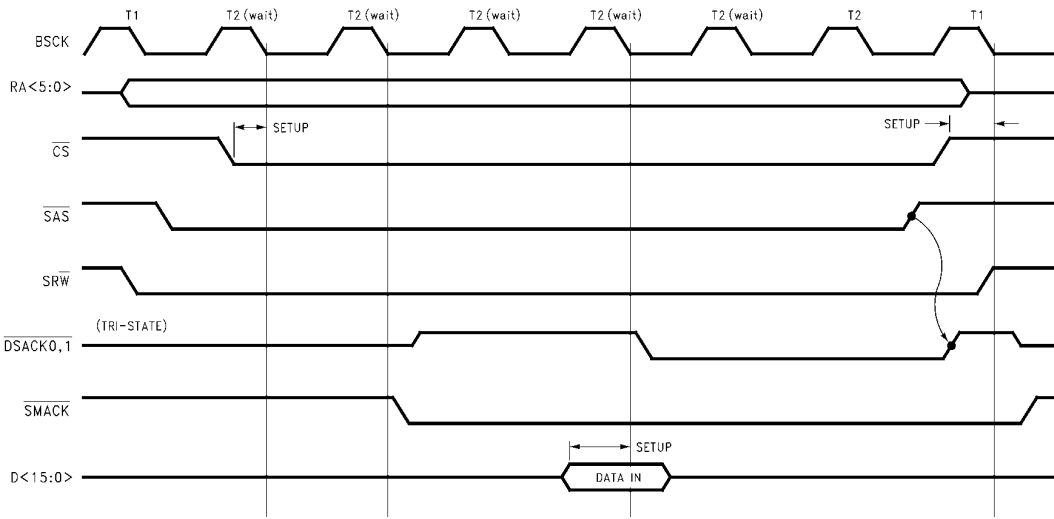 T1 T2 (wait) T2 (wait) T2 (wait) T2 (wait) T2 (wait) T2 T1
BSCK
RA<5:0>
SETUP SETUP
CS
SAS
SRW
(TRI-STATE)
DSACK0,1
SMACK
SETUP
D<15:0> DATA IN